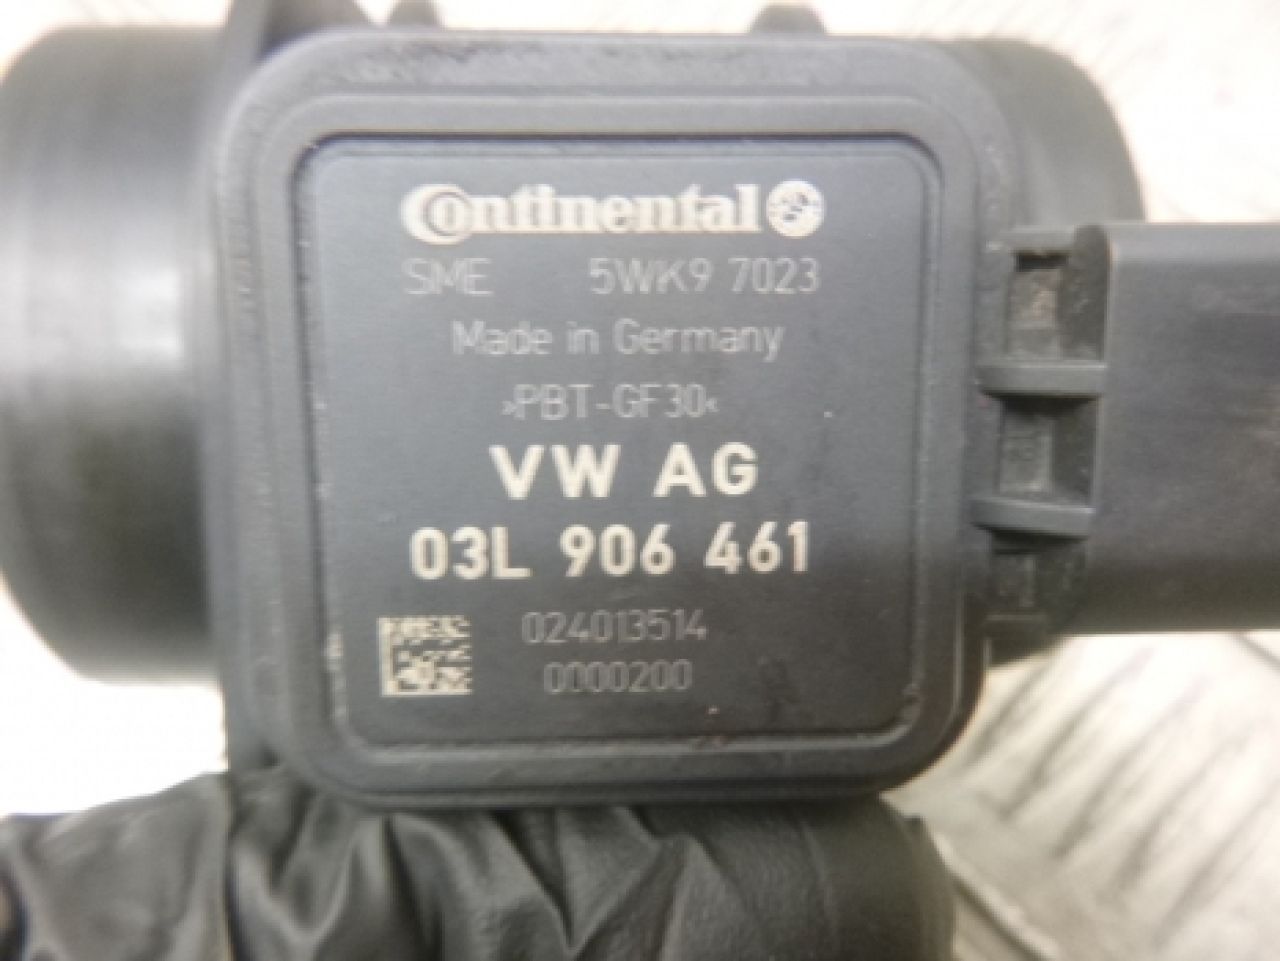 Continental
SME 5WK9 7023
Made in Germany
»PBT-GF30«
VW AG
03L 906 461
024013514
0000200